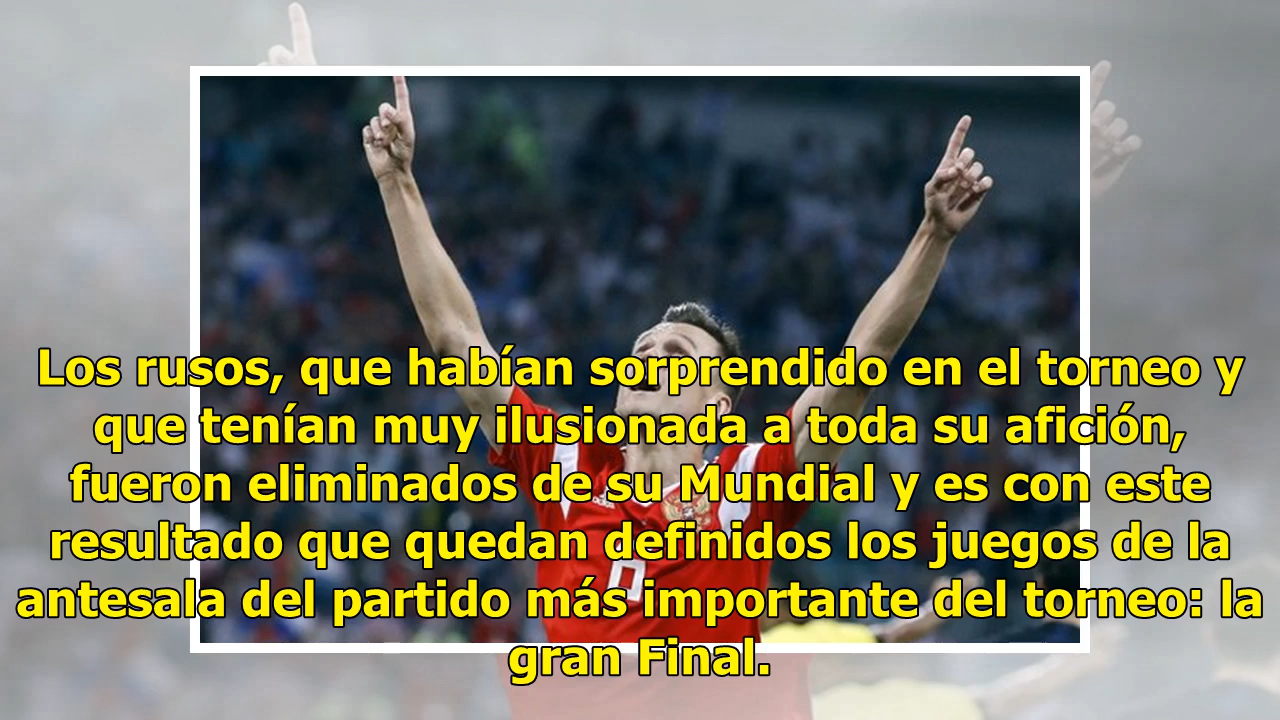 Los rusos, que habían sorprendido en el torneo y
que tenían muy ilusionada a toda su afición,
fueron eliminados de su Mundial y es con este
resultado que quedan definidos los juegos de la
antesala del partido más importante del torneo: la
gran Final.